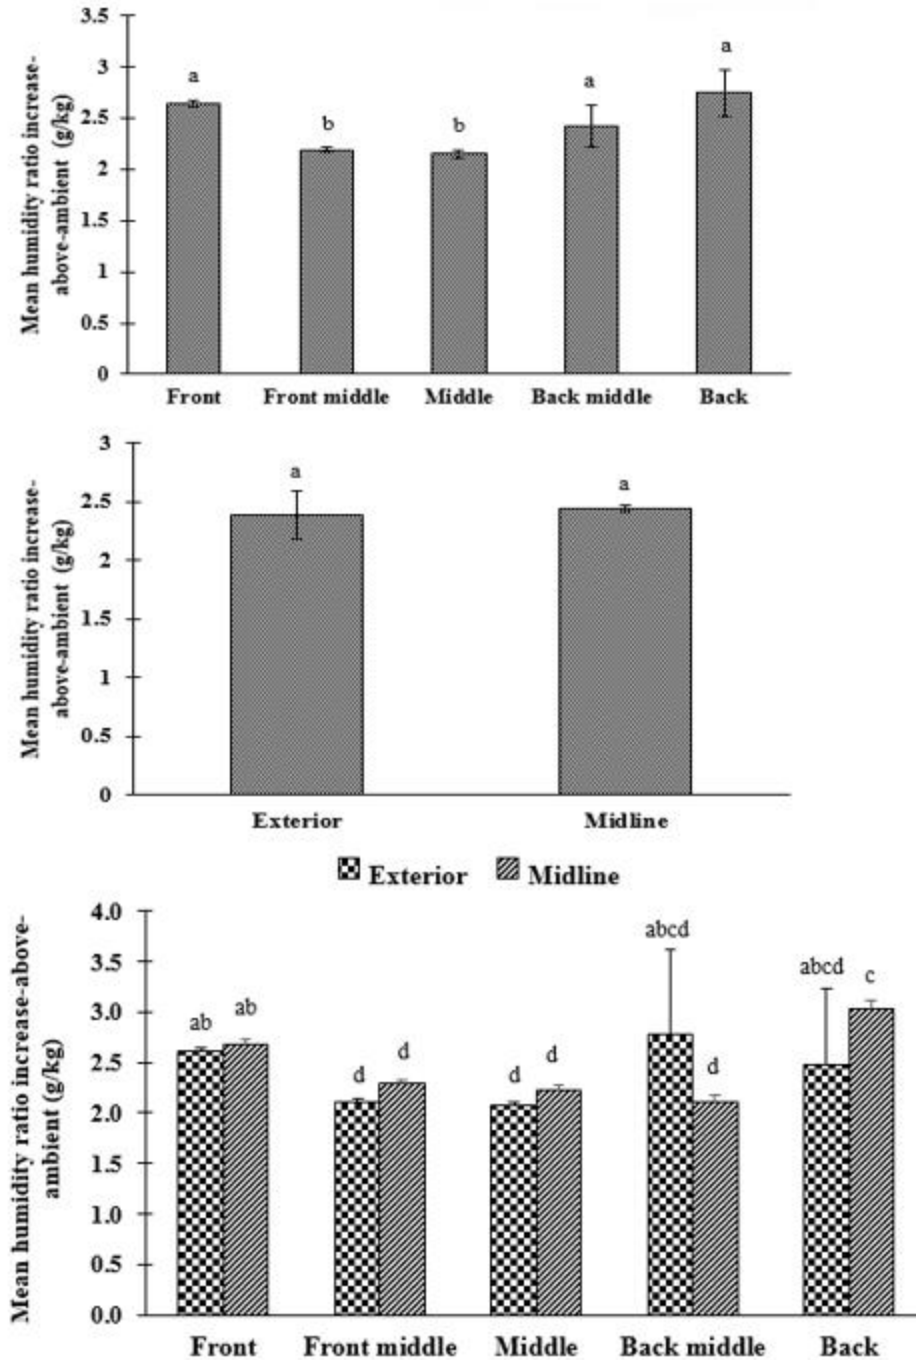 Mean humidity ratio increase-
above-ambient (g/kg)
3.5
3
2.5
2
1.5
1
0.5
0
a
b
b
a
a
Front Front middle Middle Back middle Back
Mean humidity ratio increase-
above-ambient (g/kg)
3
2.5
2
1.5
1
0.5
0
a
a
Exterior Midline
Exterior Midline
Mean humidity ratio increase-above-
ambient (g/kg)
4.0
3.5
3.0
2.5
2.0
1.5
1.0
0.5
0.0
ab
ab
d
d
d
d
abcd
d
abcd
c
Front Front middle Middle Back middle Back